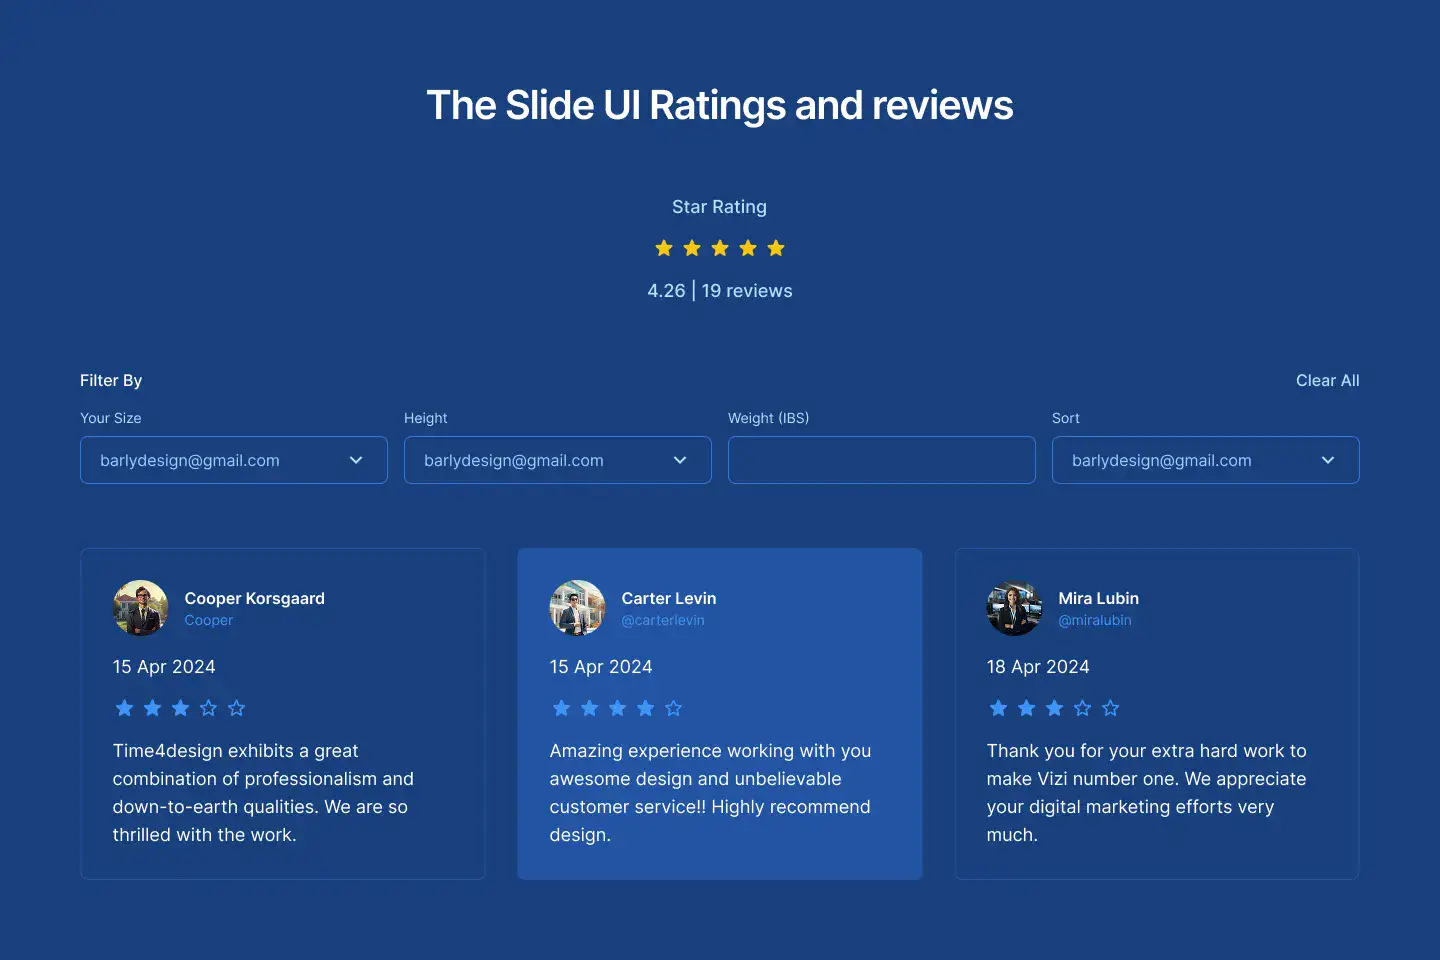 The Slide UI Ratings and reviews
Star Rating
4.26 | 19 reviews
Filter By
Clear All
Your Size
Height
Weight (IBS)
Sort
barlydesign@gmail.com
barlydesign@gmail.com
barlydesign@gmail.com
Cooper Korsgaard
Cooper
15 Apr 2024
Time4design exhibits a great
combination of professionalism and
down-to-earth qualities. We are so
thrilled with the work.
Carter Levin
@carterlevin
15 Apr 2024
Amazing experience working with you
awesome design and unbelievable
customer service!! Highly recommend
design.
Mira Lubin
@miralubin
18 Apr 2024
Thank you for your extra hard work to
make Vizi number one. We appreciate
your digital marketing efforts very
much.